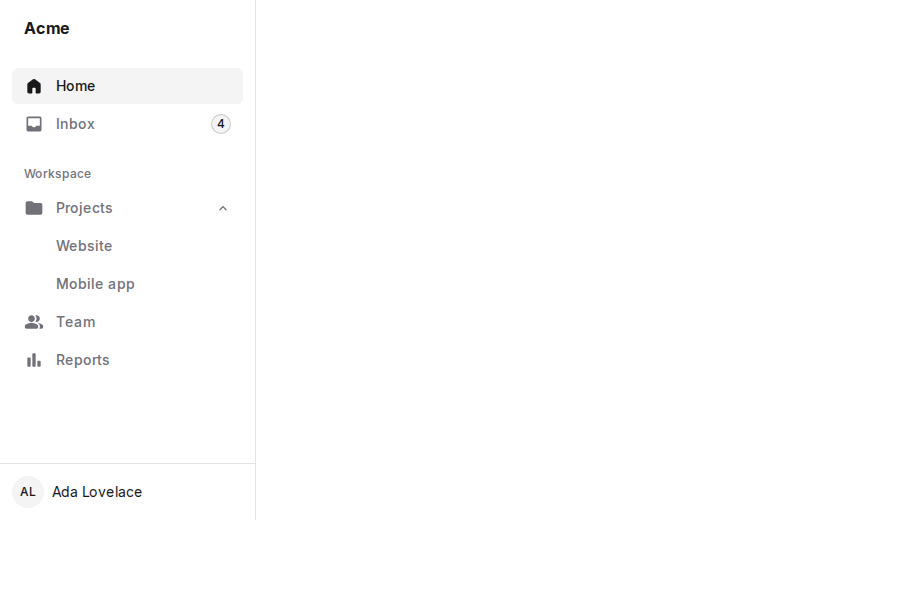 Acme
Home
Inbox 4
Workspace
Projects
Website
Mobile app
Team
Reports
AL Ada Lovelace